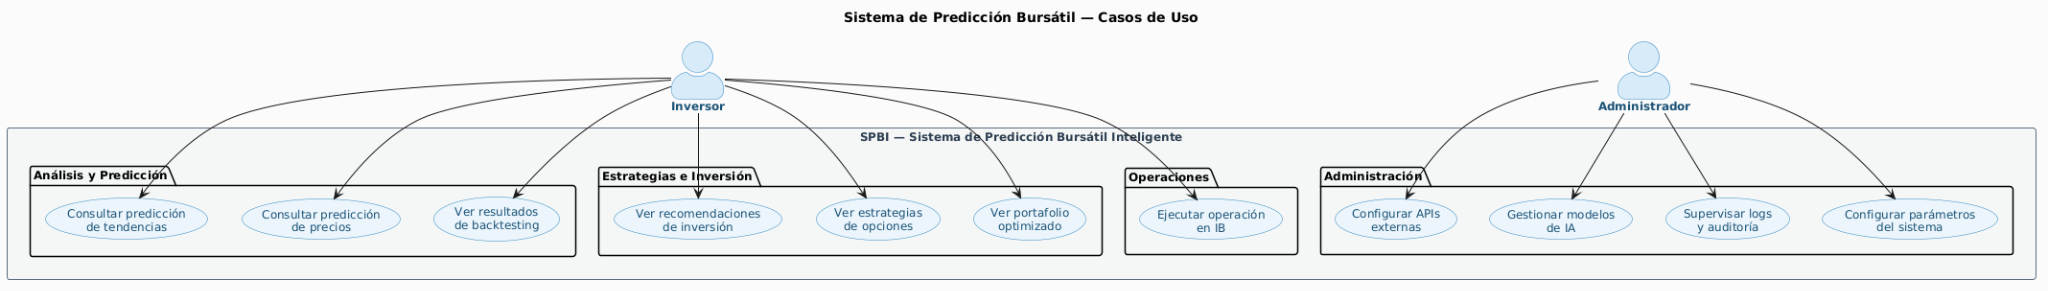 Sistema de Predicción Bursátil — Casos de Uso
Inversor
Administrador
SPBI — Sistema de Predicción Bursátil Inteligente
Análisis y Predicción
Consultar predicción
de tendencias
Consultar predicción
de precios
Ver resultados
de backtesting
Estrategias e Inversión
Ver recomendaciones
de inversión
Ver estrategias
de opciones
Ver portafolio
optimizado
Operaciones
Ejecutar operación
en IB
Administración
Configurar APIs
externas
Gestionar modelos
de IA
Supervisar logs
y auditoría
Configurar parámetros
del sistema